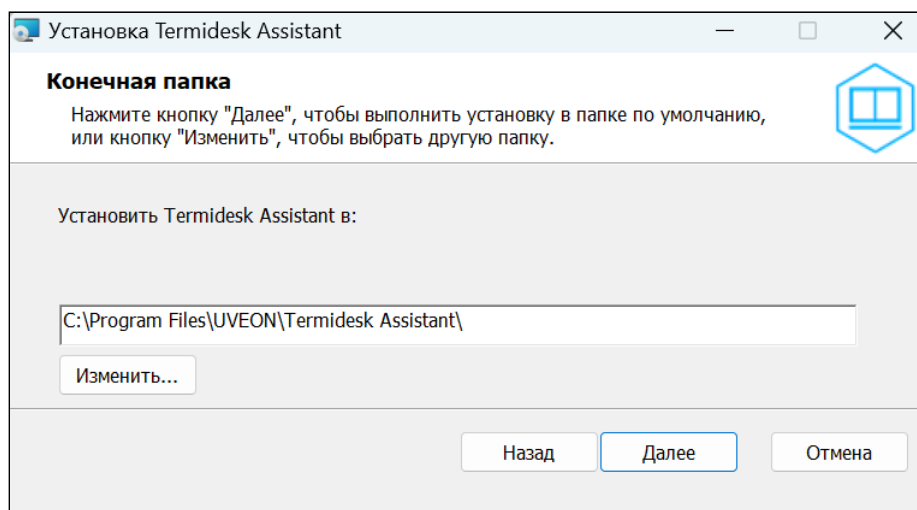 Установка Termidesk Assistant
Конечная папка
Нажмите кнопку "Далее", чтобы выполнить установку в папке по умолчанию,
или кнопку "Изменить", чтобы выбрать другую папку.
Установить Termidesk Assistant в:
C:\Program Files\UVEON\Termidesk Assistant\
Изменить...
Назад
Далее
Отмена